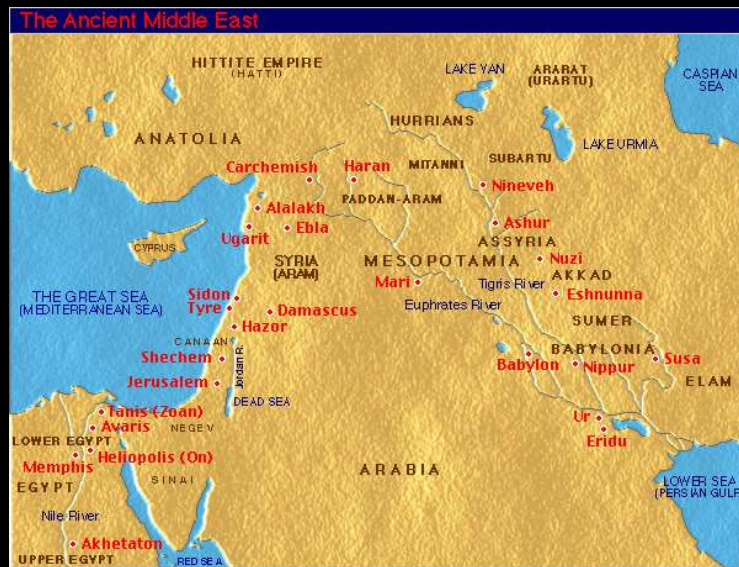 The Ancient Middle East
HITTITE EMPIRE
(HATTI)
LAKE VAN
ARARAT
(URARTU)
CASPIAN
SEA
HURRIANS
ANATOLIA
LAKE URMIA
Carchemish
Haran
MITANNI
SUBARTU
Nineveh
PADDAN-ARAM
Alalakh
Ugarit
Ebla
Ashur
ASSYRIA
CYPRUS
SYRIA
(ARAM)
MESOPOTAMIA
Nuzi
AKKAD
Mari
Tigris River
Eshnunna
THE GREAT SEA
(MEDITERRANEAN SEA)
Sidon
Tyre
Damascus
Euphrates River
Hazor
SUMER
CANAAN
Shechem
Jordan R.
BABYLONIA
Babylon
Nippur
Susa
Jerusalem
ELAM
DEAD SEA
Tanis (Zoan)
Avaris
NEGEV
Ur
Eridu
LOWER EGYPT
Heliopolis (On)
Memphis
ARABIA
EGYPT
SINAI
LOWER SEA
(PERSIAN GULF
Nile River
Akhetaton
UPPER EGYPT
RED SEA